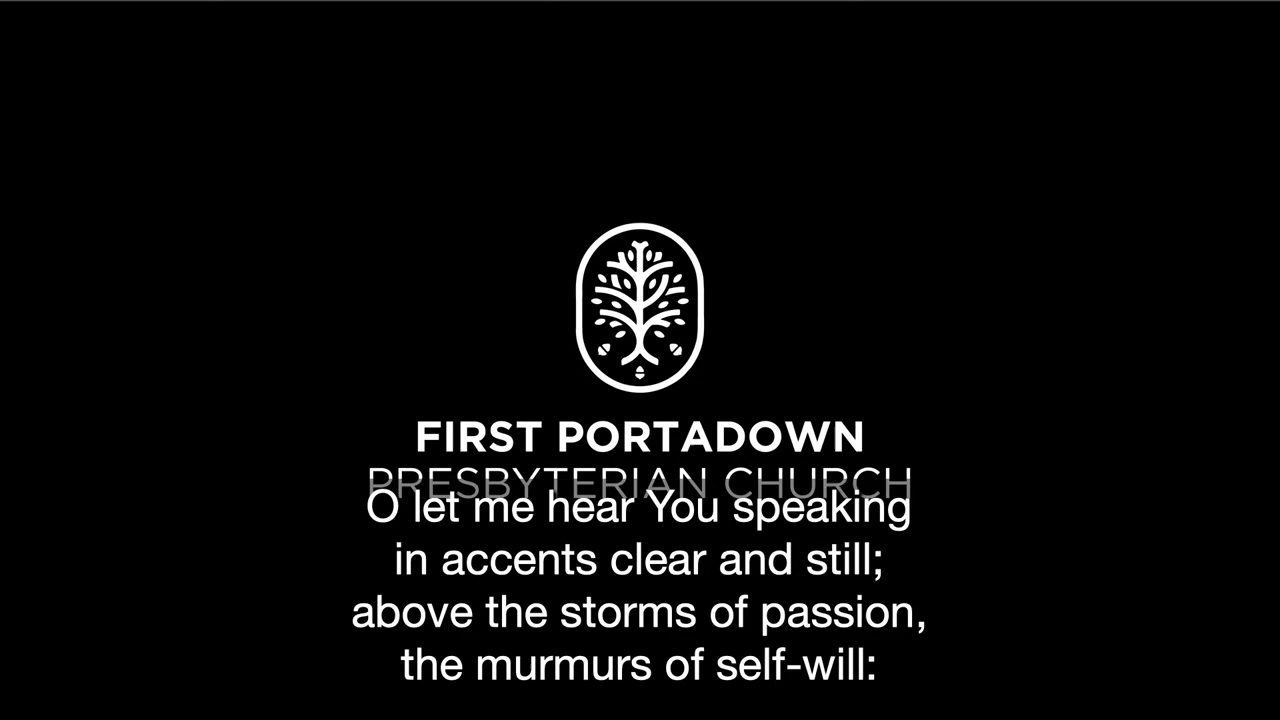 FIRST PORTADOWN
PRESBYTERIAN CHURCH
O let me hear You speaking
in accents clear and still;
above the storms of passion,
the murmurs of self-will: